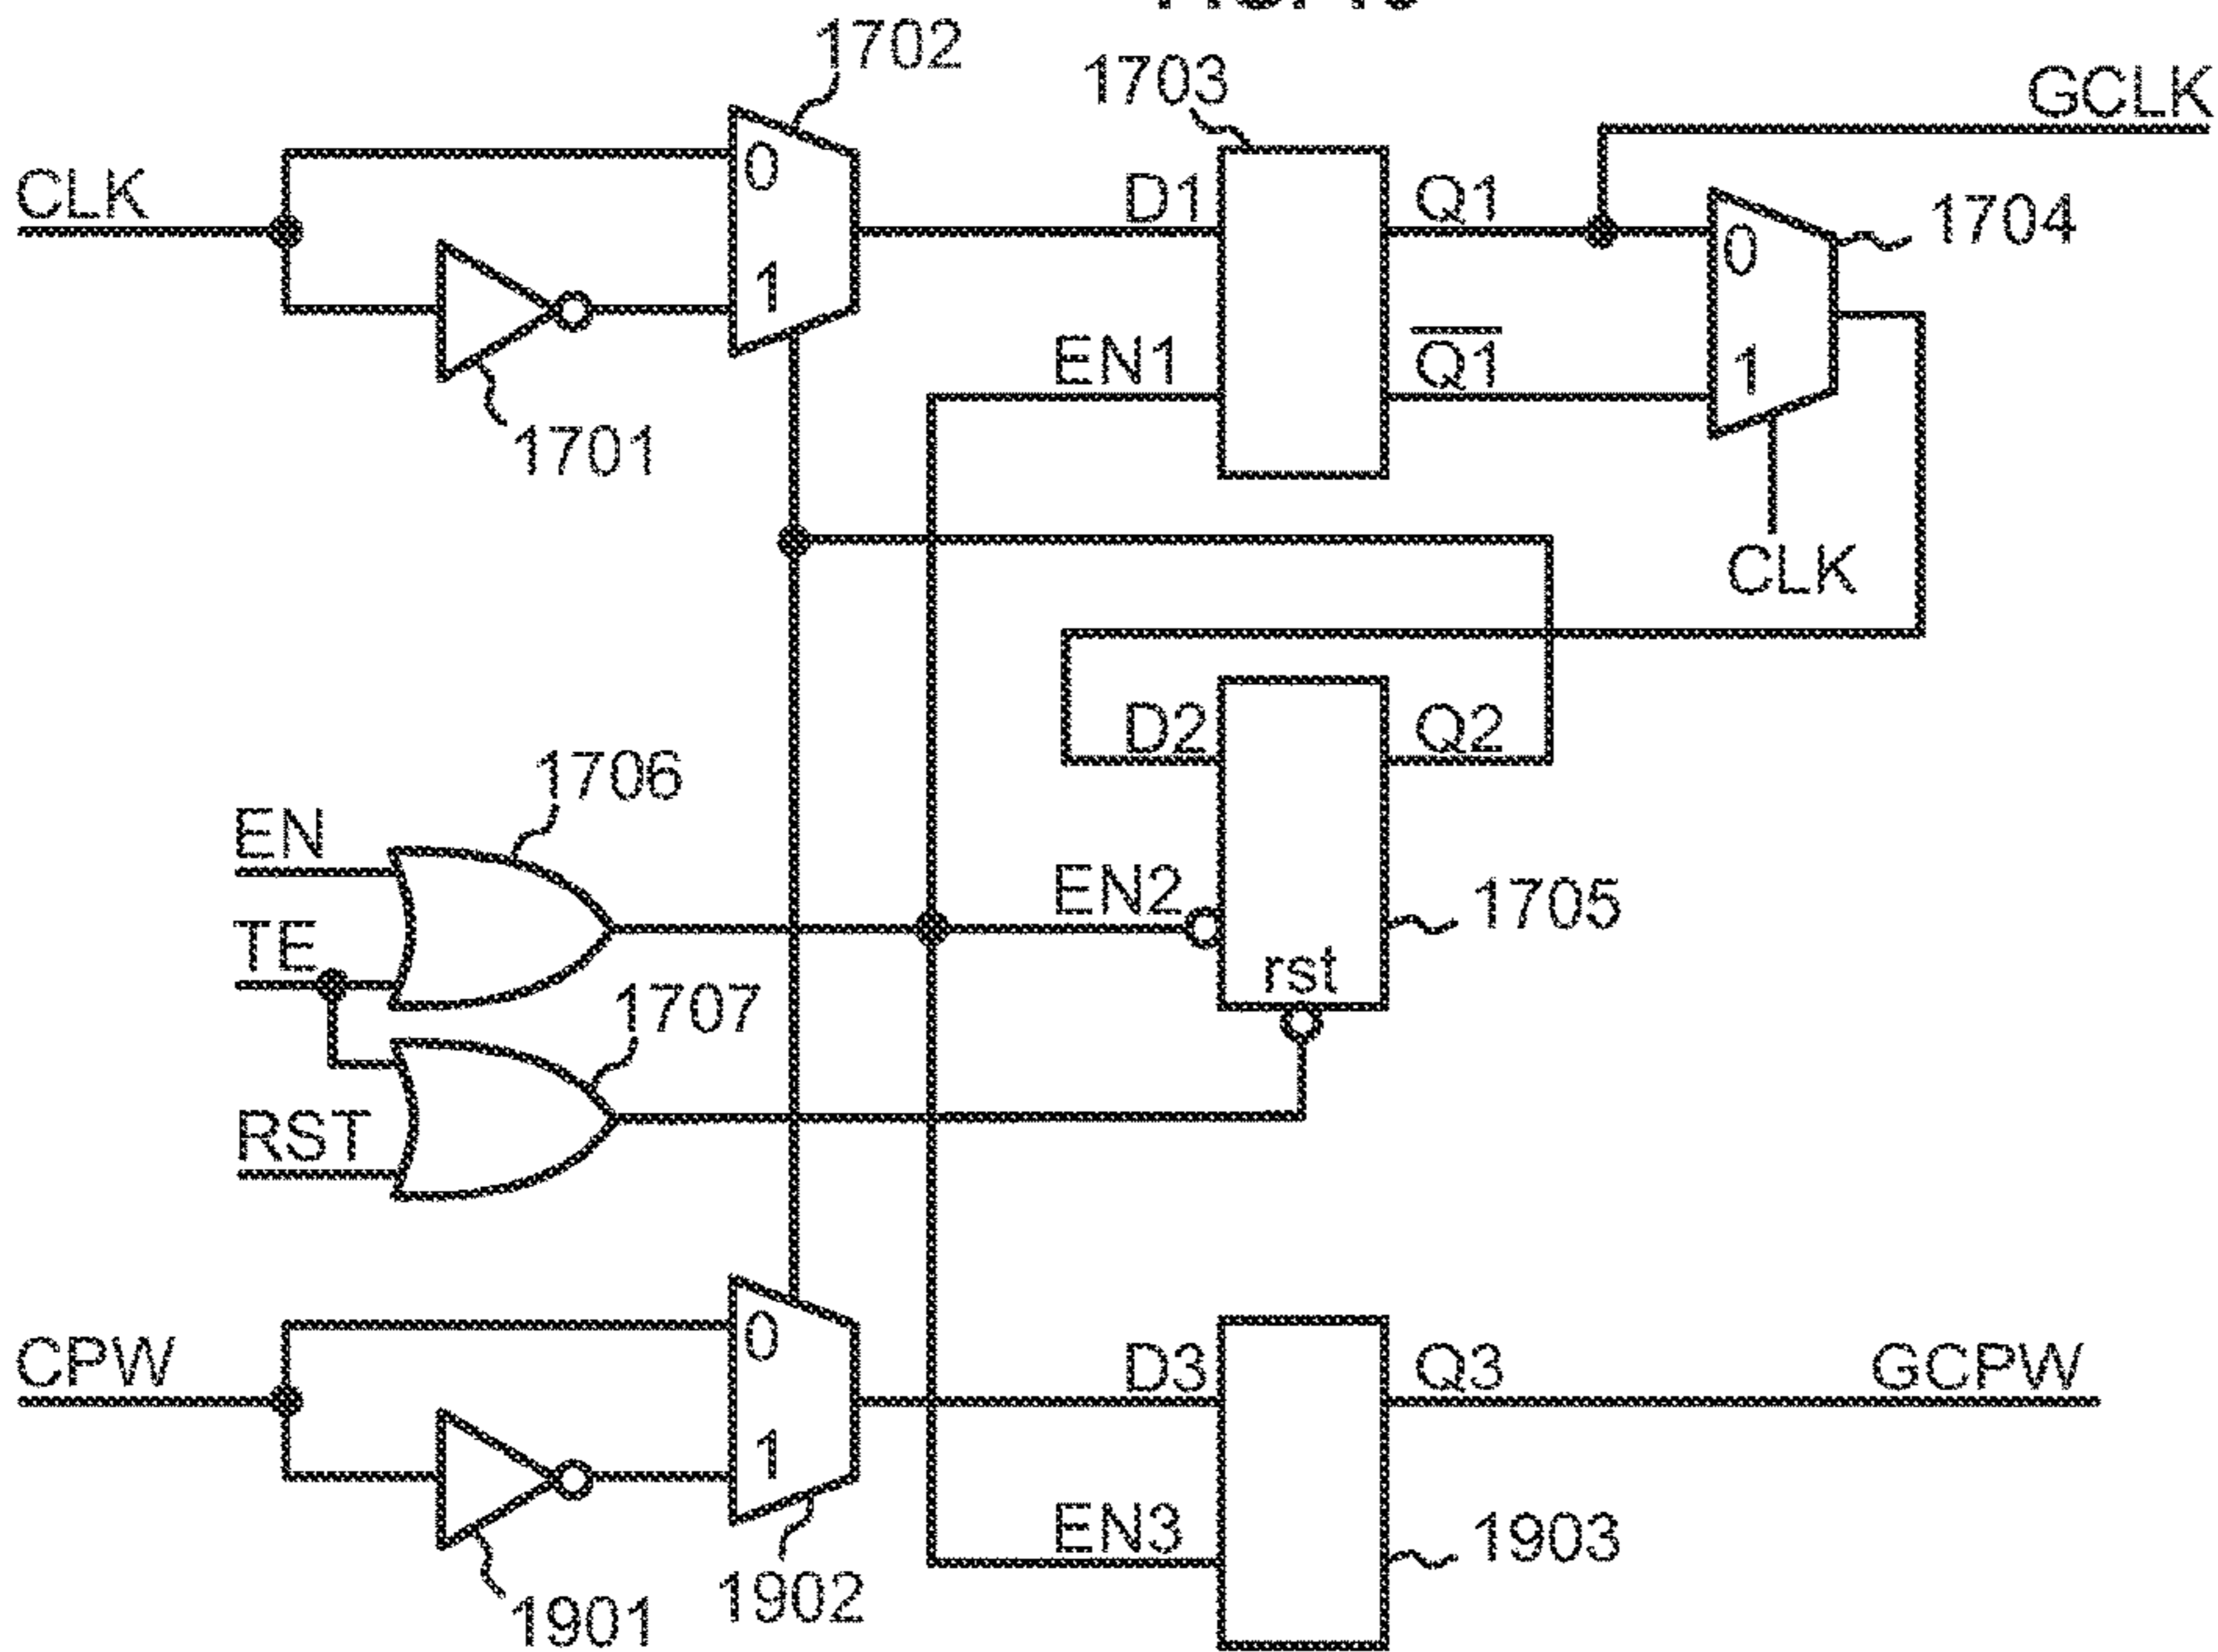 1702
1703
GCLK
CLK
0
D1
Q1
1704
0
1
EN1
Q1
1
1701
CLK
D2
Q2
1706
EN
EN2
1705
TE
rst
1707
RST
0
CPW
D3
Q3
GCPW
1
EN3
1903
1901
1902